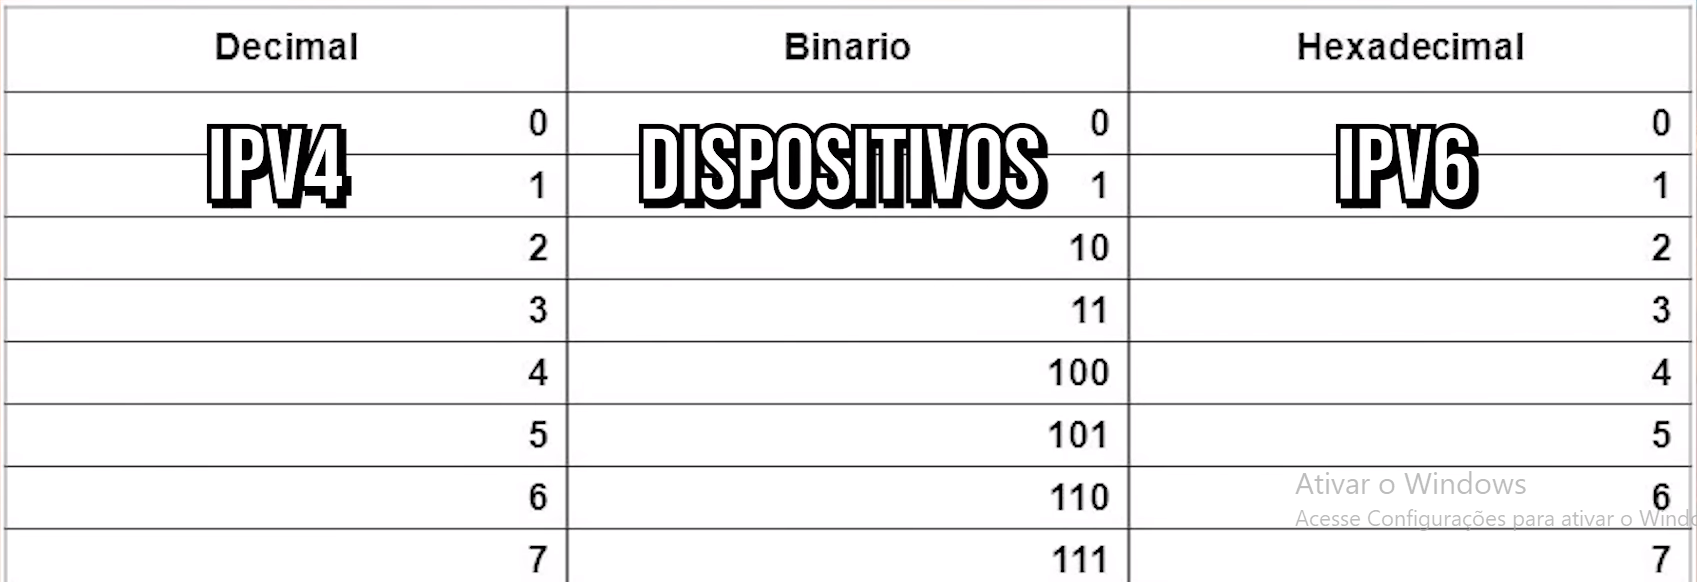 Decimal Binario Hexadecimal
0 0 0
IPV4 DISPOSITIVOS IPV6
1 1 1
2 10 2
3 11 3
4 100 4
5 101 5
Ativar o Windows
6 110 6
Acesse Configurações para ativar o Windo
7 111 7